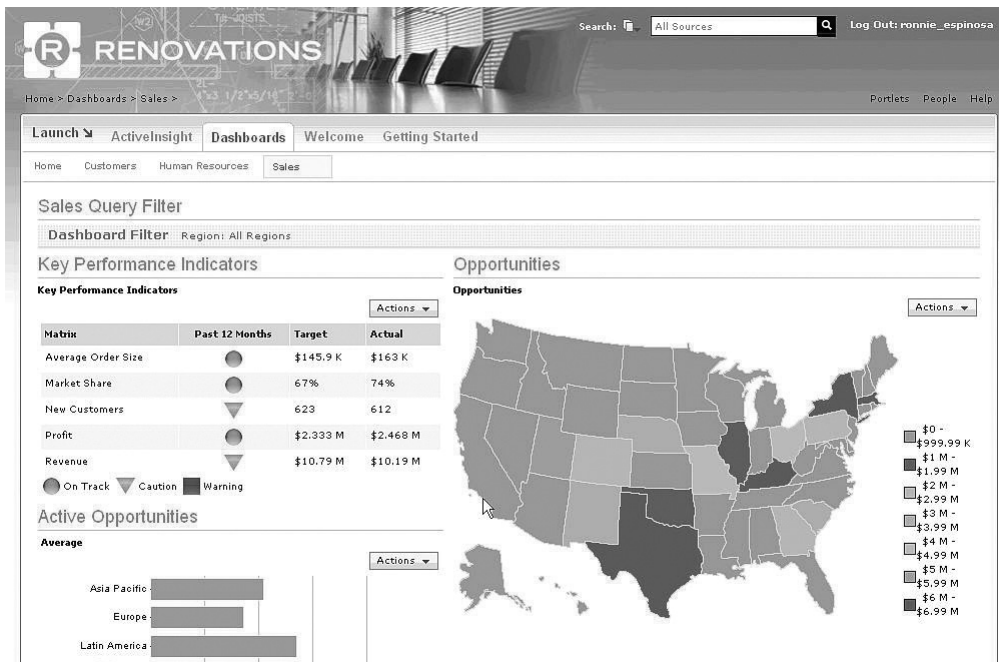 Search:
All Sources
Log Out: ronnie_espinosa
R RENOVATIONS
Home > Dashboards > Sales >
Portlets People Help
Launch ActiveInsight Dashboards Welcome Getting Started
Home Customers Human Resources Sales
Sales Query Filter
Dashboard Filter Region: All Regions
Key Performance Indicators
Key Performance Indicators
Actions
Matrix Past 12 Months Target Actual
Average Order Size $145.9 K $163 K
Market Share 67% 74%
New Customers 623 612
Profit $2.333 M $2.468 M
Revenue $10.79 M $10.19 M
On Track Caution Warning
Active Opportunities
Average
Actions
Asia Pacific
Europe
Latin America
Opportunities
Opportunities
Actions
$0 -
$999.99 K
$1 M -
$1.99 M
$2 M -
$2.99 M
$3 M -
$3.99 M
$4 M -
$4.99 M
$5 M -
$5.99 M
$6 M -
$6.99 M